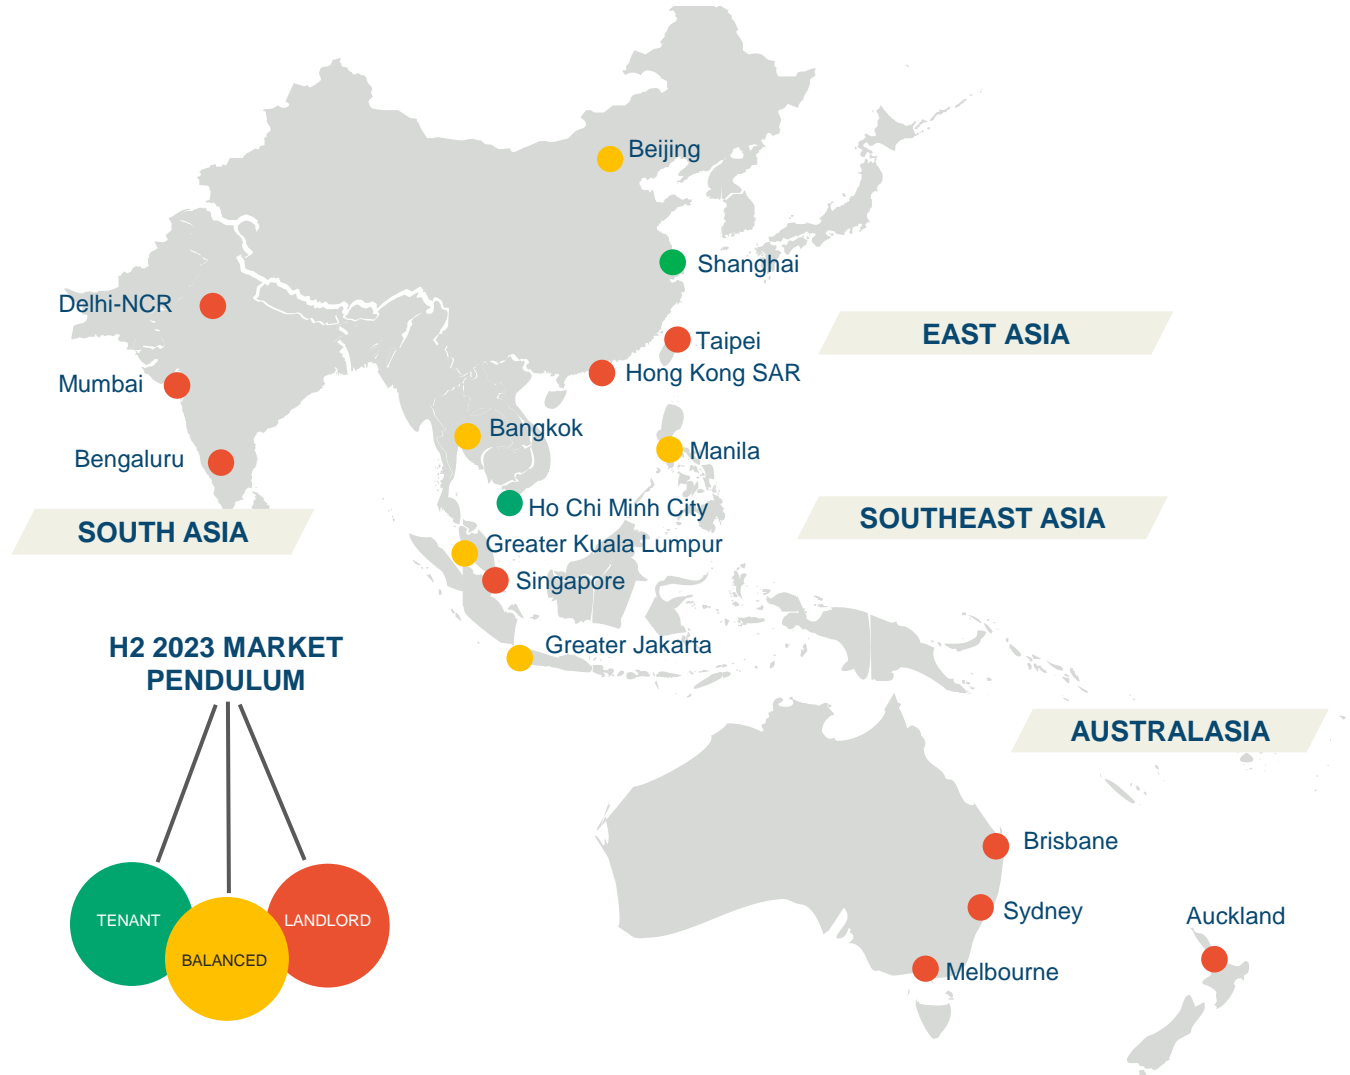 Beijing
Shanghai
Delhi-NCR
EAST ASIA
Taipei
Hong Kong SAR
Mumbai
Bangkok
Manila
Bengaluru
Ho Chi Minh City
SOUTHEAST ASIA
SOUTH ASIA
Greater Kuala Lumpur
Singapore
H2 2023 MARKET
PENDULUM
Greater Jakarta
AUSTRALASIA
Brisbane
Sydney
Auckland
Melbourne
TENANT
LANDLORD
BALANCED